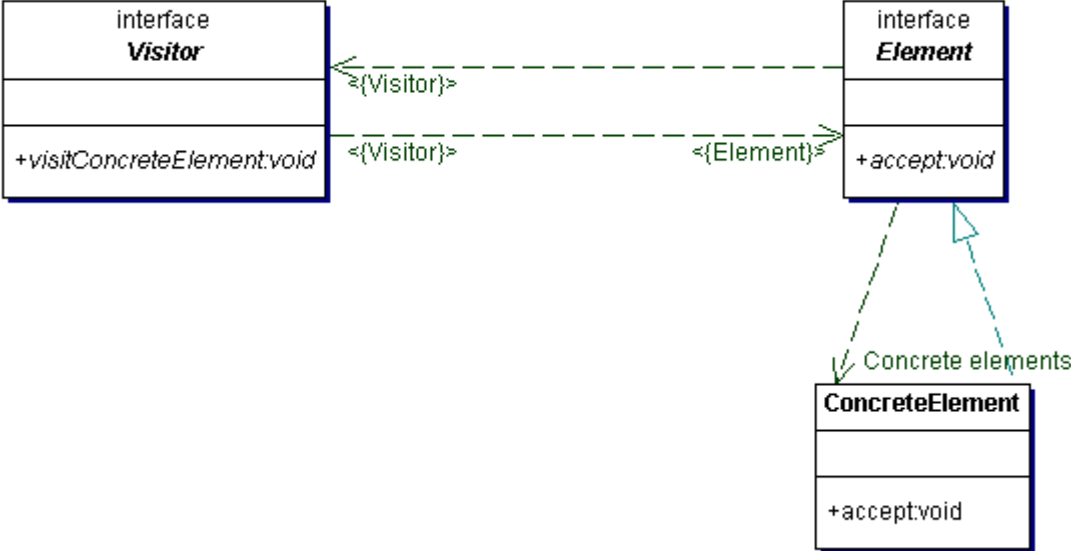 interface
Visitor
+visitConcreteElement:void
<{Visitor}>
<{Visitor}>
<{Element}>
interface
Element
+accept:void
Concrete elements
ConcreteElement
+accept:void